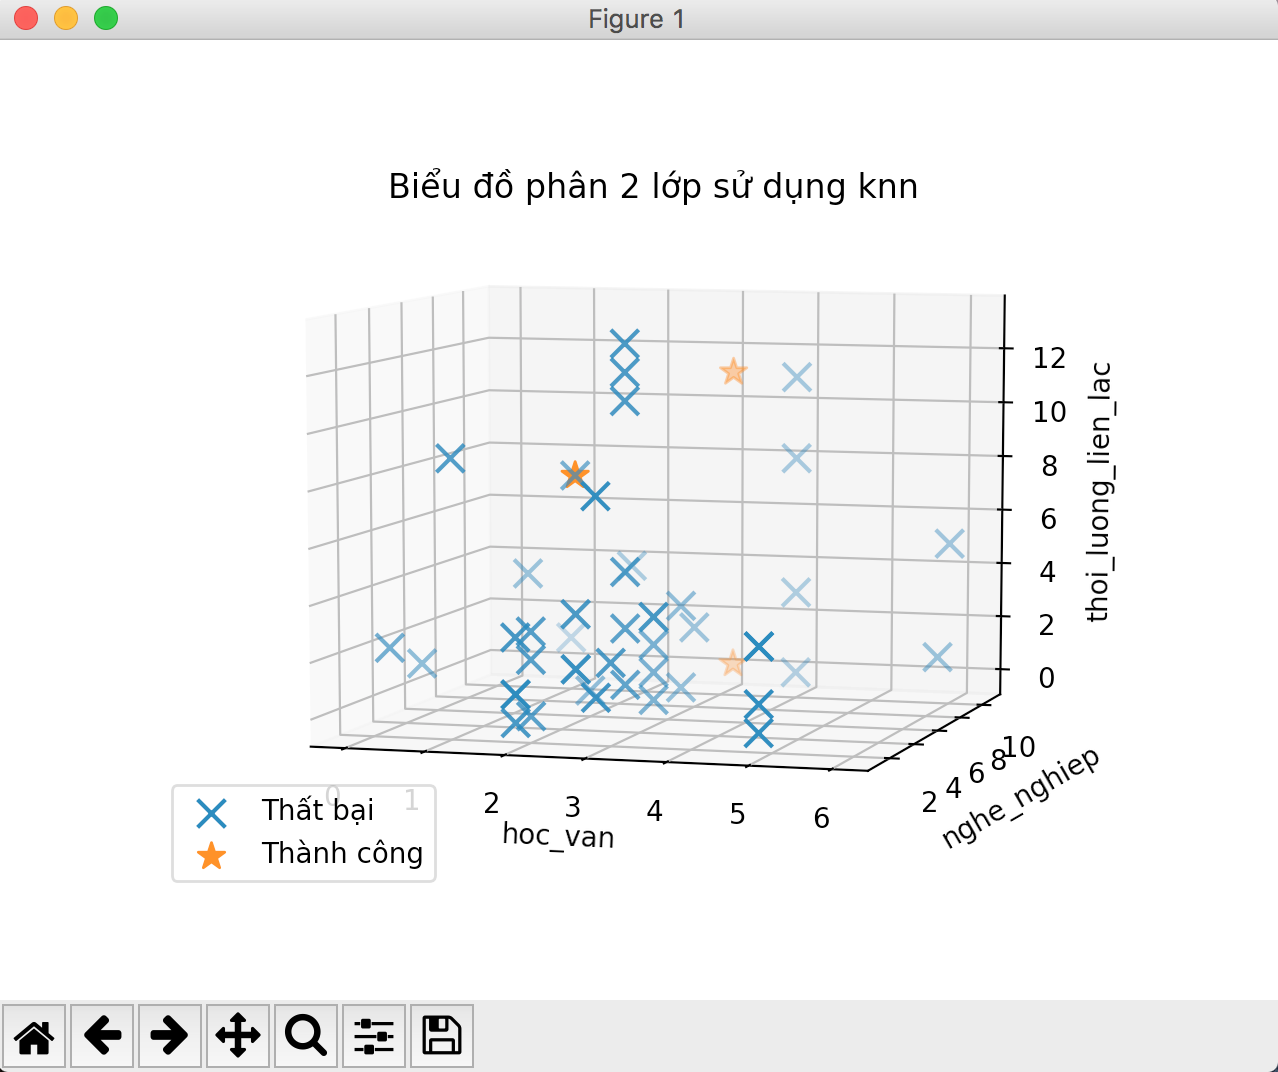 Figure 1
Biểu đồ phân 2 lớp sử dụng knn
12
10
8
6
4
2
0
thoi_luong_lien_lac
0 1 2 3 4 5 6
hoc_van
2 4 6 8 10
nghe_nghiep
Thất bại
Thành công